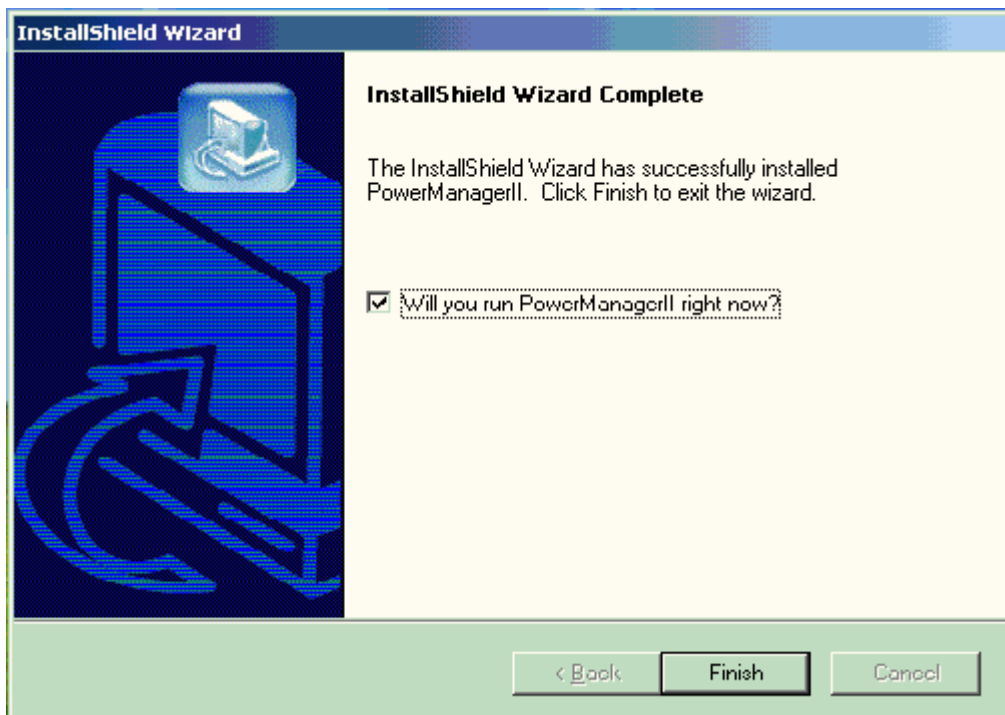 InstallShield Wizard
InstallShield Wizard Complete
The InstallShield Wizard has successfully installed
PowerManagerII. Click Finish to exit the wizard.
Will you run PowerManagerII right now?
< Back
Finish
Cancel